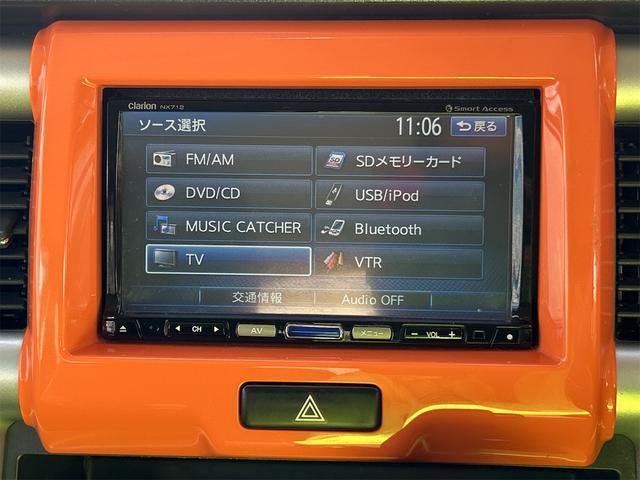 clarion NX712
Smart Access
ソース選択
11:06
戻る
FM/AM
SDメモリーカード
DVD/CD
USB/iPod
MUSIC CATCHER
Bluetooth
TV
VTR
交通情報
Audio OFF
CH
AV
メニュー
− VOL +